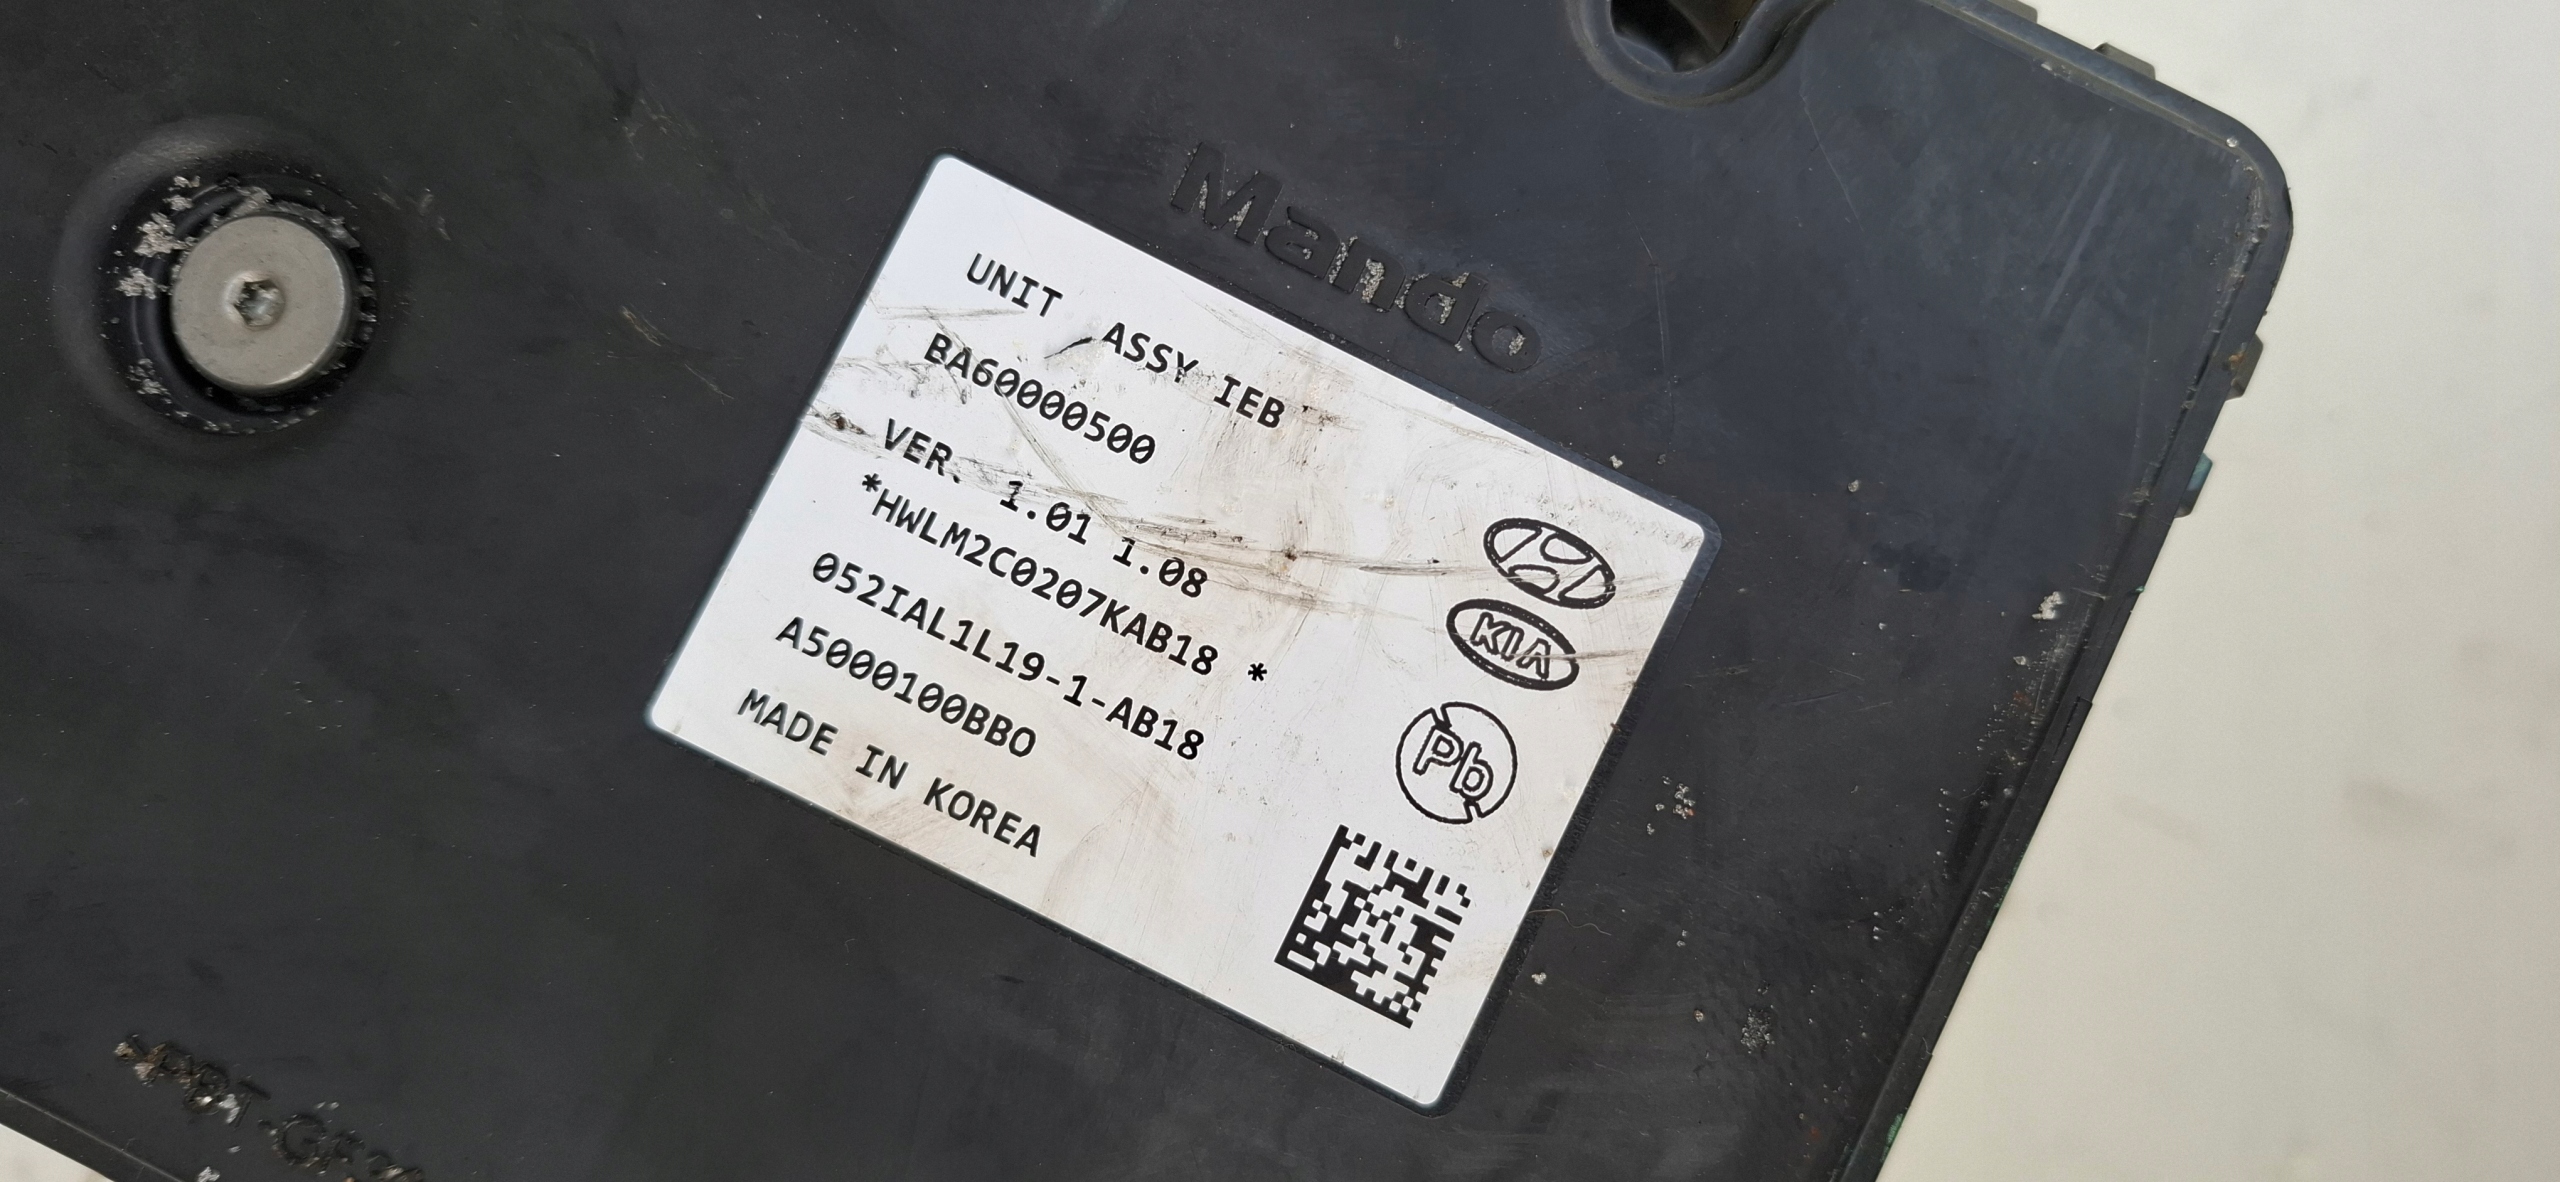 Mando
UNIT ASSY IEB
BA60000500
VER. 1.01 1.08
*HWLM2C0207KAB18 *
052IAL1L19-1-AB18
A5000100BBO
MADE IN KOREA
KIA
Pb